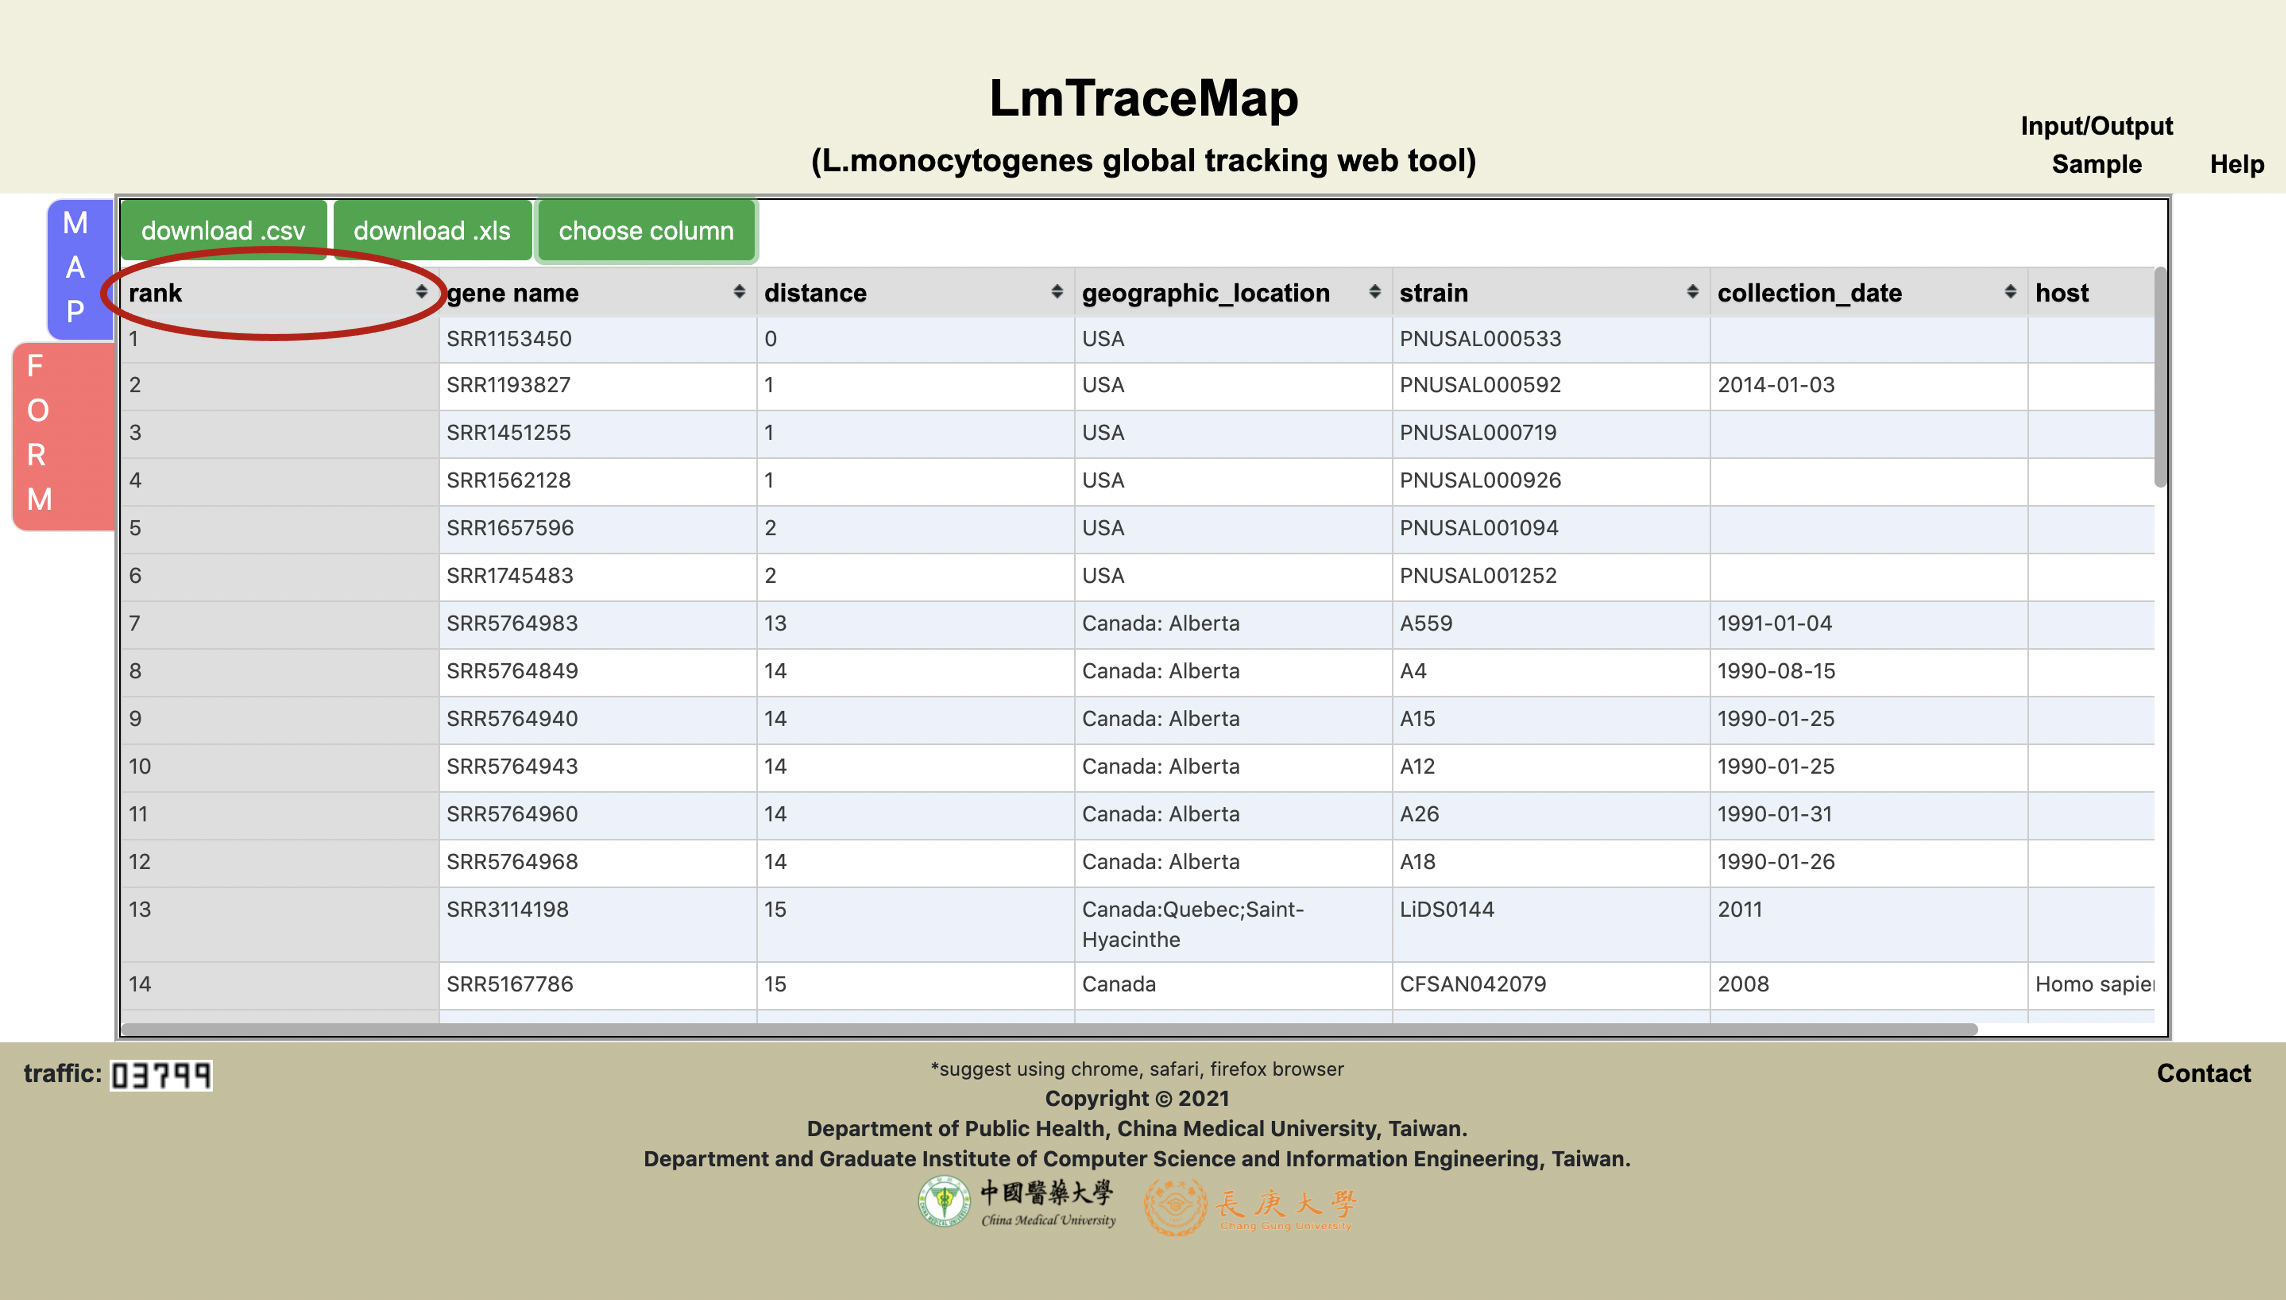 LmTraceMap
(L.monocytogenes global tracking web tool)
Input/Output
Sample
Help
M
A
P
F
O
R
M
download .csv download .xls choose column
rank gene name distance geographic_location strain collection_date host
1 SRR1153450 0 USA PNUSAL000533
2 SRR1193827 1 USA PNUSAL000592 2014-01-03
3 SRR1451255 1 USA PNUSAL000719
4 SRR1562128 1 USA PNUSAL000926
5 SRR1657596 2 USA PNUSAL001094
6 SRR1745483 2 USA PNUSAL001252
7 SRR5764983 13 Canada: Alberta A559 1991-01-04
8 SRR5764849 14 Canada: Alberta A4 1990-08-15
9 SRR5764940 14 Canada: Alberta A15 1990-01-25
10 SRR5764943 14 Canada: Alberta A12 1990-01-25
11 SRR5764960 14 Canada: Alberta A26 1990-01-31
12 SRR5764968 14 Canada: Alberta A18 1990-01-26
13 SRR3114198 15 Canada:Quebec;Saint- LiDS0144 2011
Hyacinthe
14 SRR5167786 15 Canada CFSAN042079 2008 Homo sapie
traffic: 03799
*suggest using chrome, safari, firefox browser
Contact
Copyright © 2021
Department of Public Health, China Medical University, Taiwan.
Department and Graduate Institute of Computer Science and Information Engineering, Taiwan.
中國醫藥大學
China Medical University
長庚大學
Chang Gung University